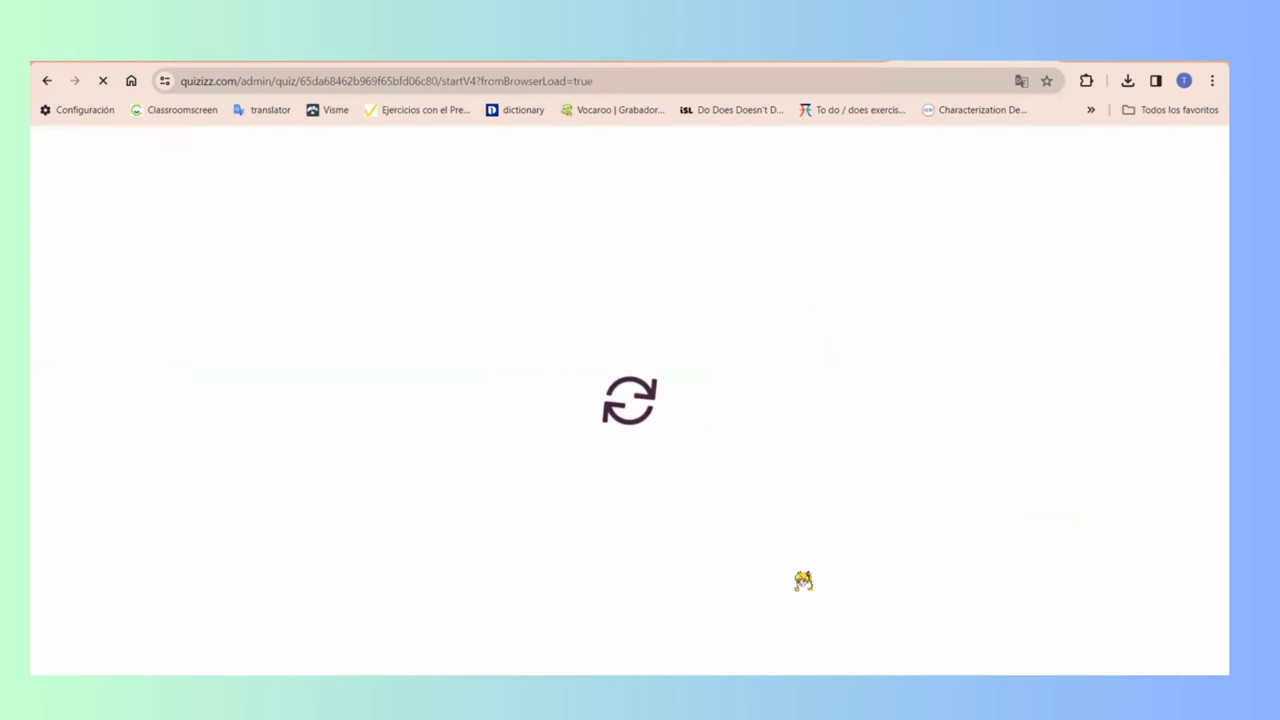 quizizz.com/admin/quiz/65da68462b969f65bfd06c80/startV4?fromBrowserLoad=true
T
Configuración Classroomscreen translator Visme Ejercicios con el Pre... D dictionary Vocaroo | Grabador... iSL Do Does Doesn't D... To do / does exercis... Characterization De... » Todos los favoritos